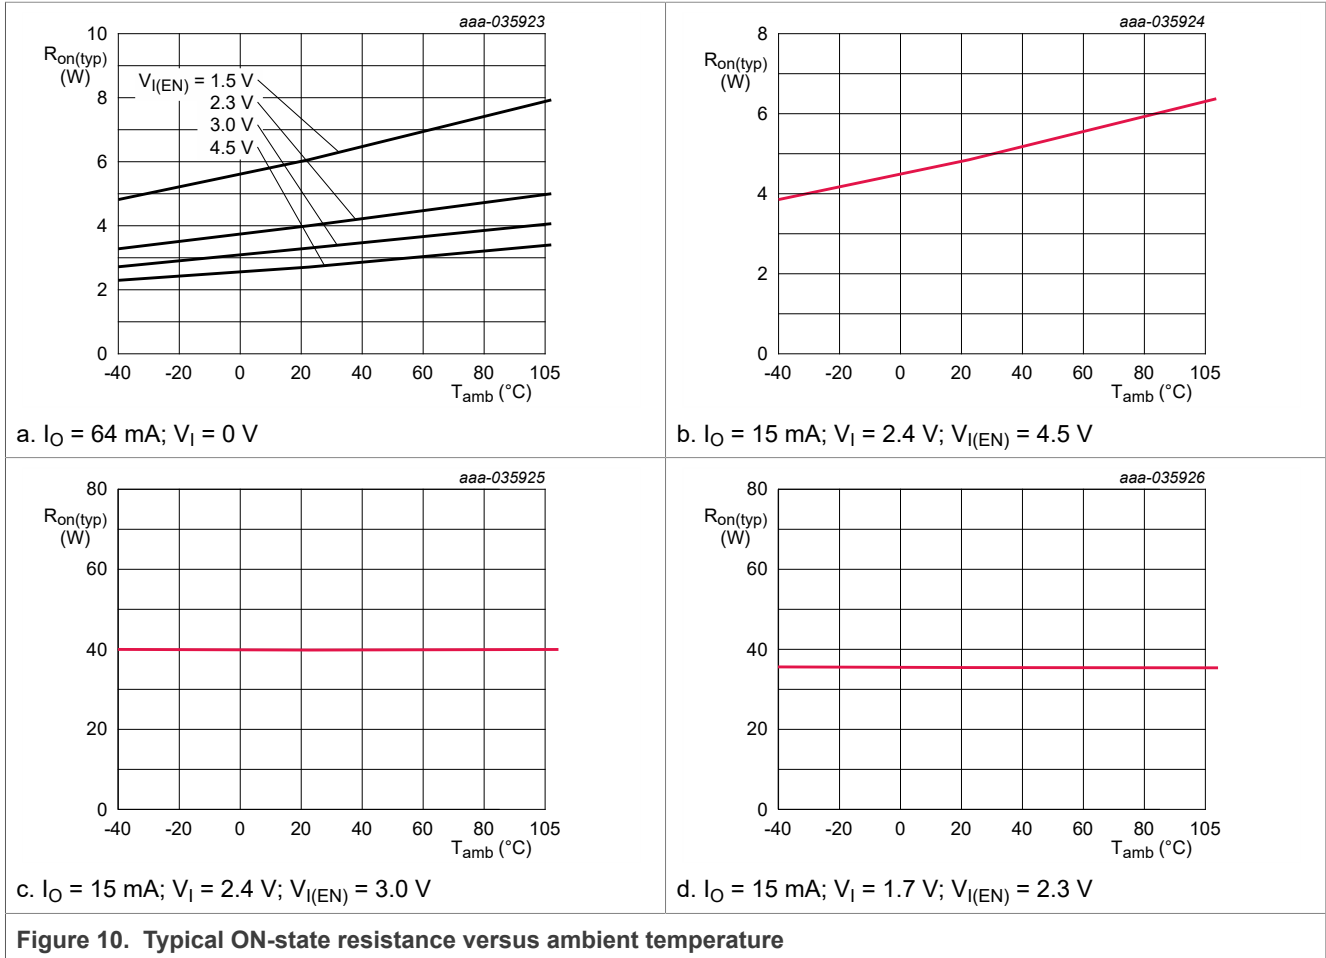 aaa-035923
10
8
6
4
2
0
Ron(typ)
(W)
VI(EN) = 1.5 V
2.3 V
3.0 V
4.5 V
-40 -20 0 20 40 60 80 105
Tamb (°C)
a. IO = 64 mA; VI = 0 V
aaa-035924
8
6
4
2
0
Ron(typ)
(W)
-40 -20 0 20 40 60 80 105
Tamb (°C)
b. IO = 15 mA; VI = 2.4 V; VI(EN) = 4.5 V
aaa-035925
80
60
40
20
0
Ron(typ)
(W)
-40 -20 0 20 40 60 80 105
Tamb (°C)
c. IO = 15 mA; VI = 2.4 V; VI(EN) = 3.0 V
aaa-035926
80
60
40
20
0
Ron(typ)
(W)
-40 -20 0 20 40 60 80 105
Tamb (°C)
d. IO = 15 mA; VI = 1.7 V; VI(EN) = 2.3 V
Figure 10. Typical ON-state resistance versus ambient temperature